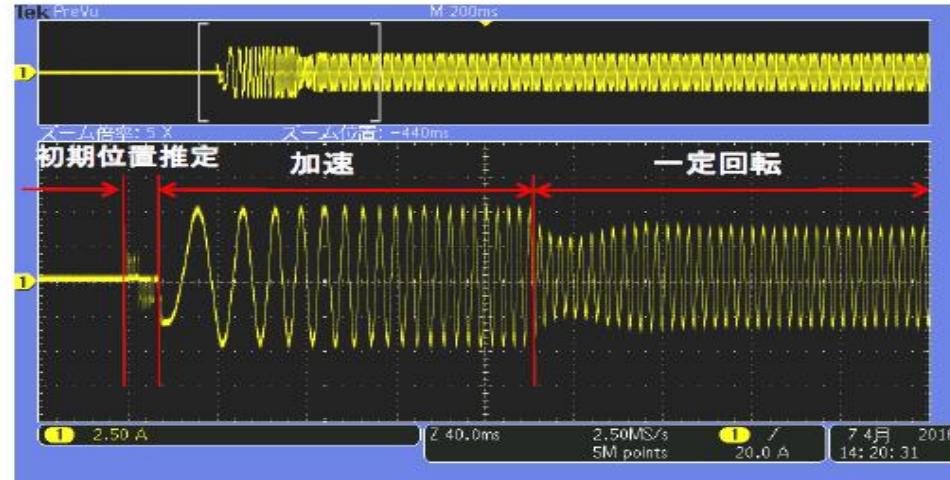 Tek PreVu M 200ms
1
ズーム倍率: 5 X ズーム位置: -440ms
初期位置推定 加速 一定回転
1
1 2.50 A Z 40.0ms 2.50MS/s 1 / 7 4月 2016
5M points 20.0 A 14:20:31